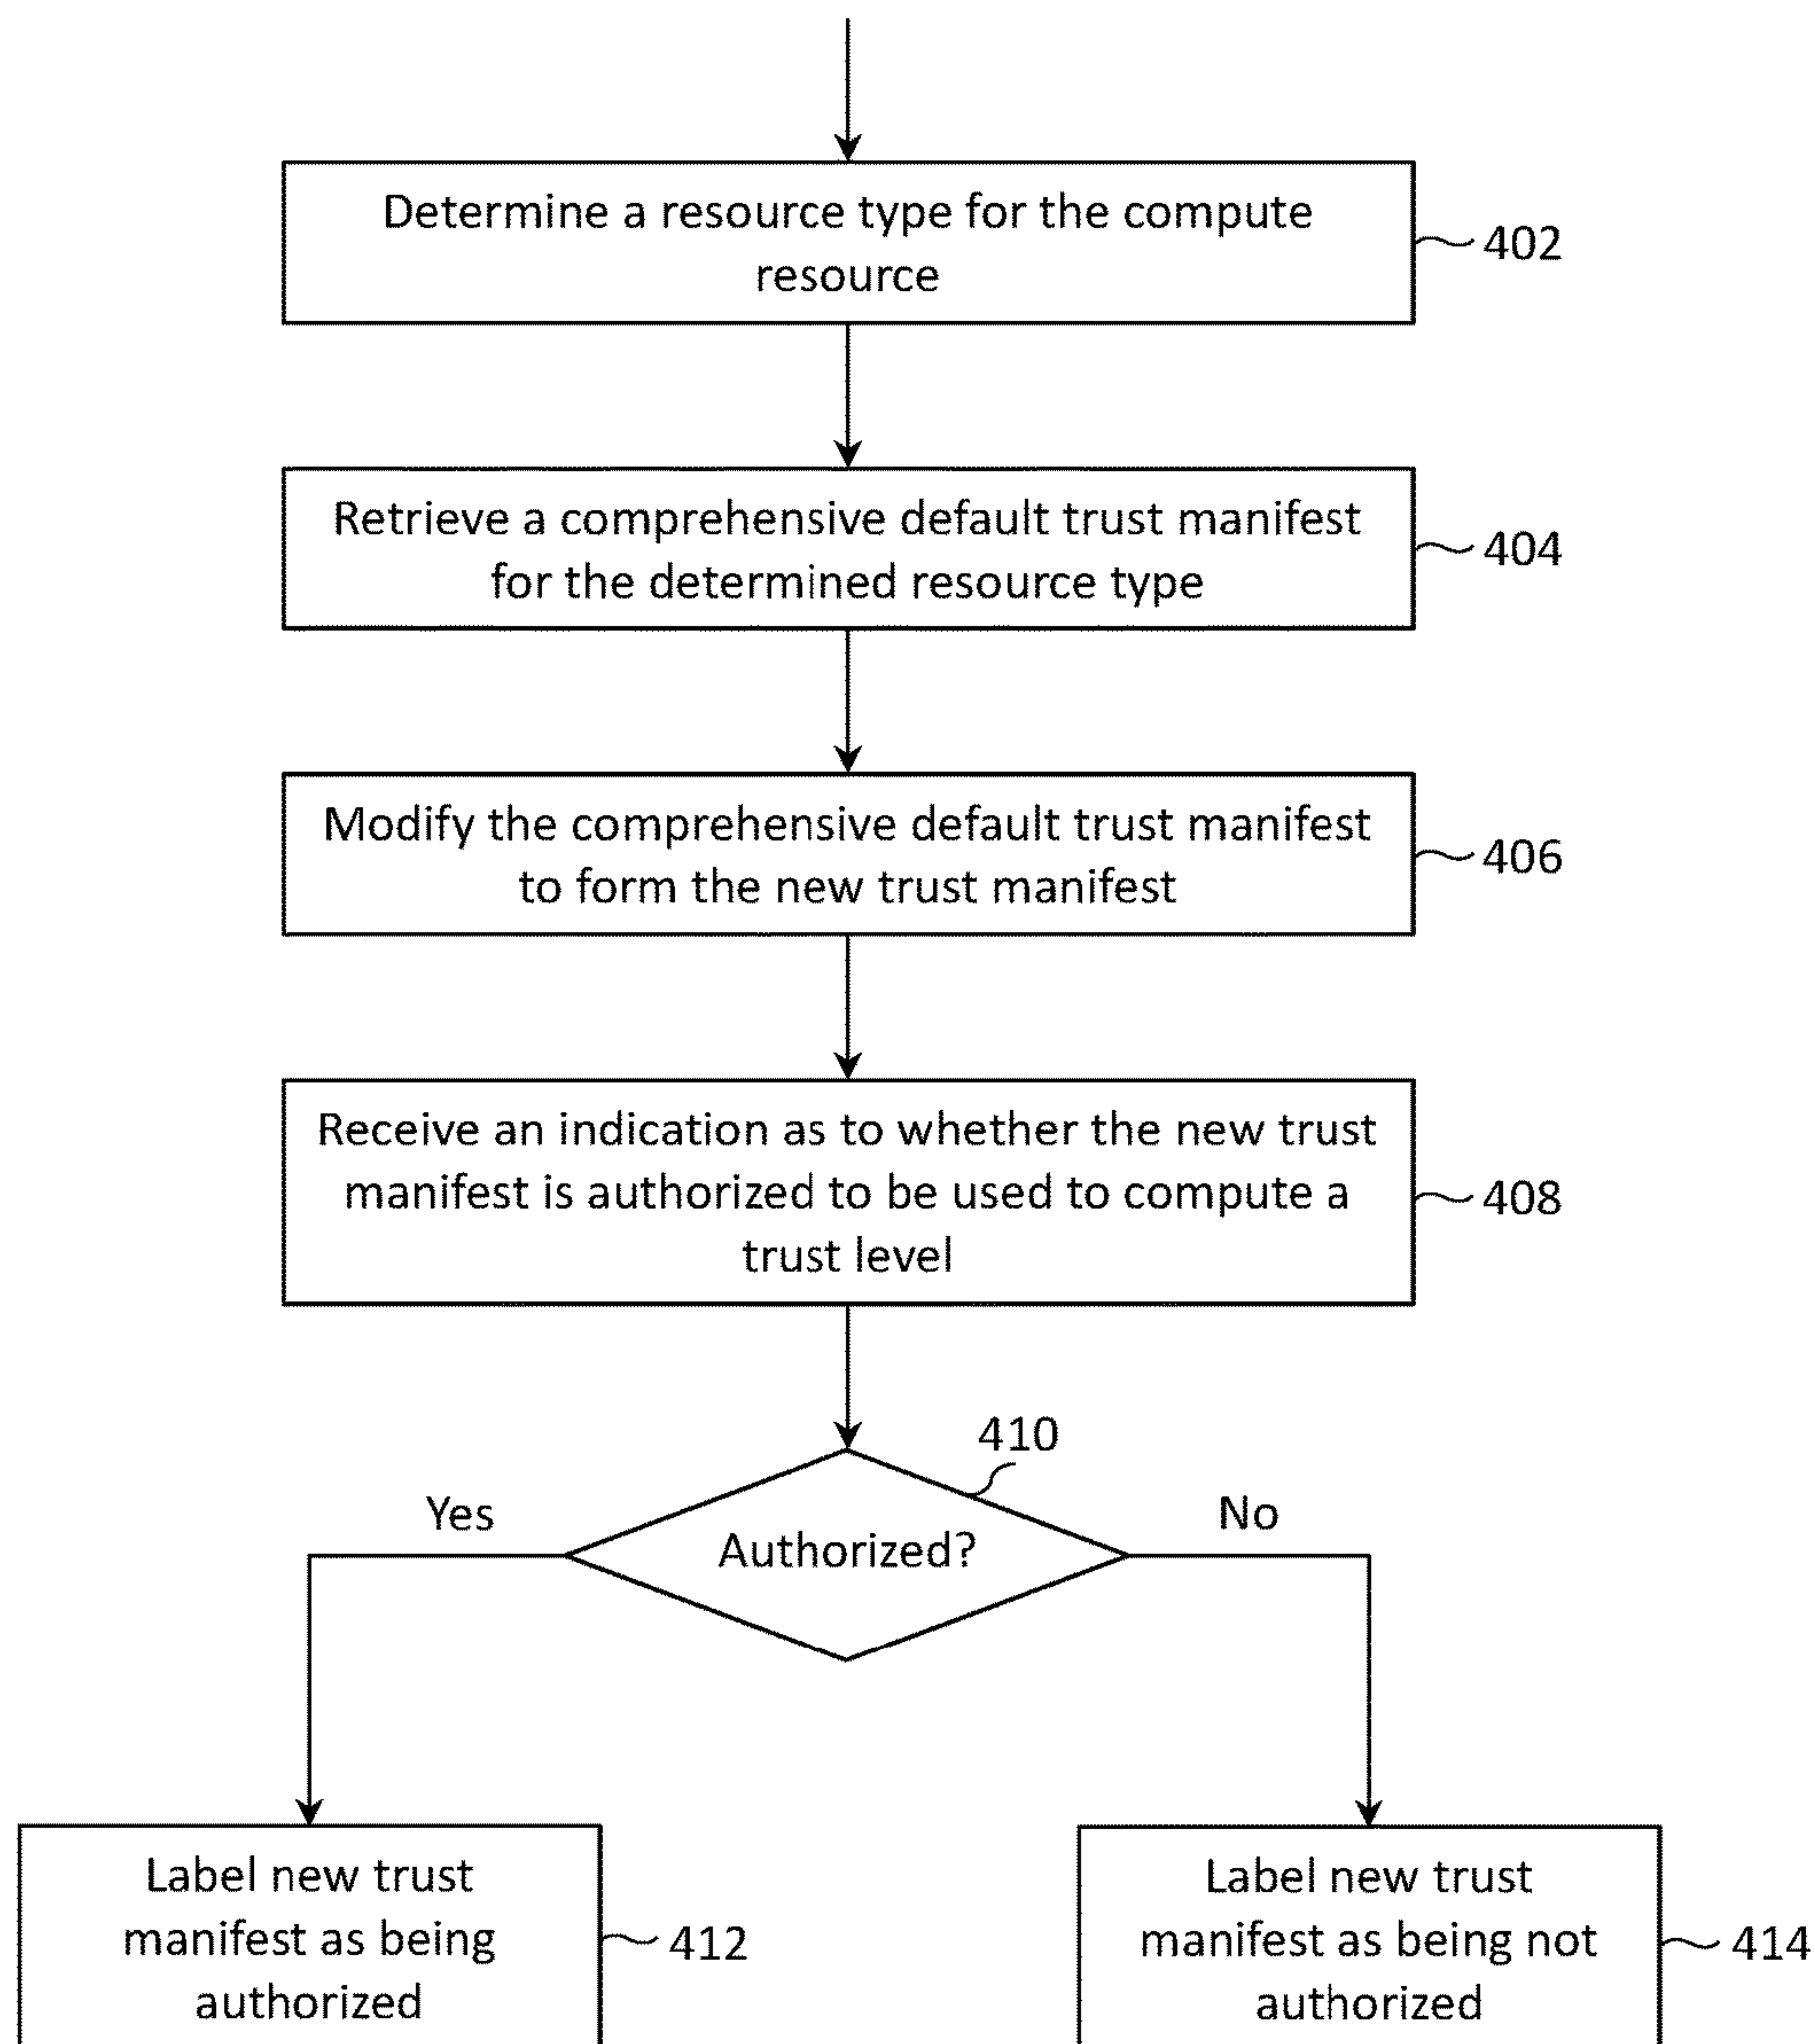 Determine a resource type for the compute
resource
402
Retrieve a comprehensive default trust manifest
for the determined resource type
404
Modify the comprehensive default trust manifest
to form the new trust manifest
406
Receive an indication as to whether the new trust
manifest is authorized to be used to compute a
trust level
408
410
Yes
Authorized?
No
Label new trust
manifest as being
authorized
412
Label new trust
manifest as being not
authorized
414